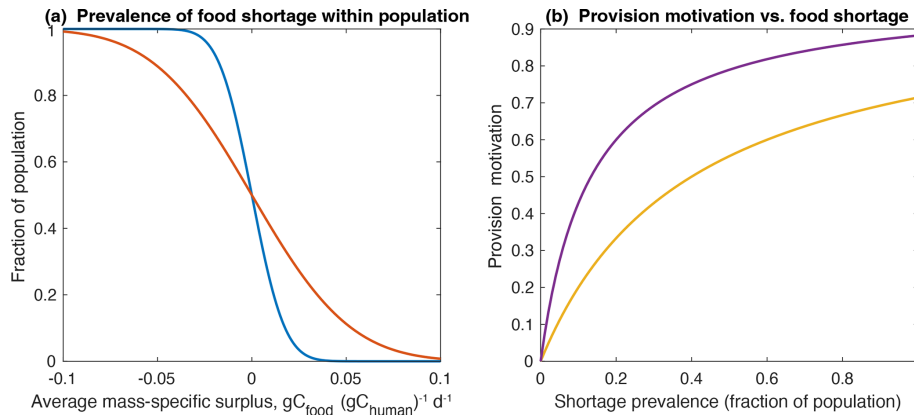 (a) Prevalence of food shortage within population
1
0.8
0.6
0.4
0.2
0
Fraction of population
-0.1 -0.05 0 0.05 0.1
Average mass-specific surplus, gC_food (gC_human)^-1 d^-1
(b) Provision motivation vs. food shortage
0.9
0.8
0.7
0.6
0.5
0.4
0.3
0.2
0.1
0
Provision motivation
0 0.2 0.4 0.6 0.8
Shortage prevalence (fraction of population)